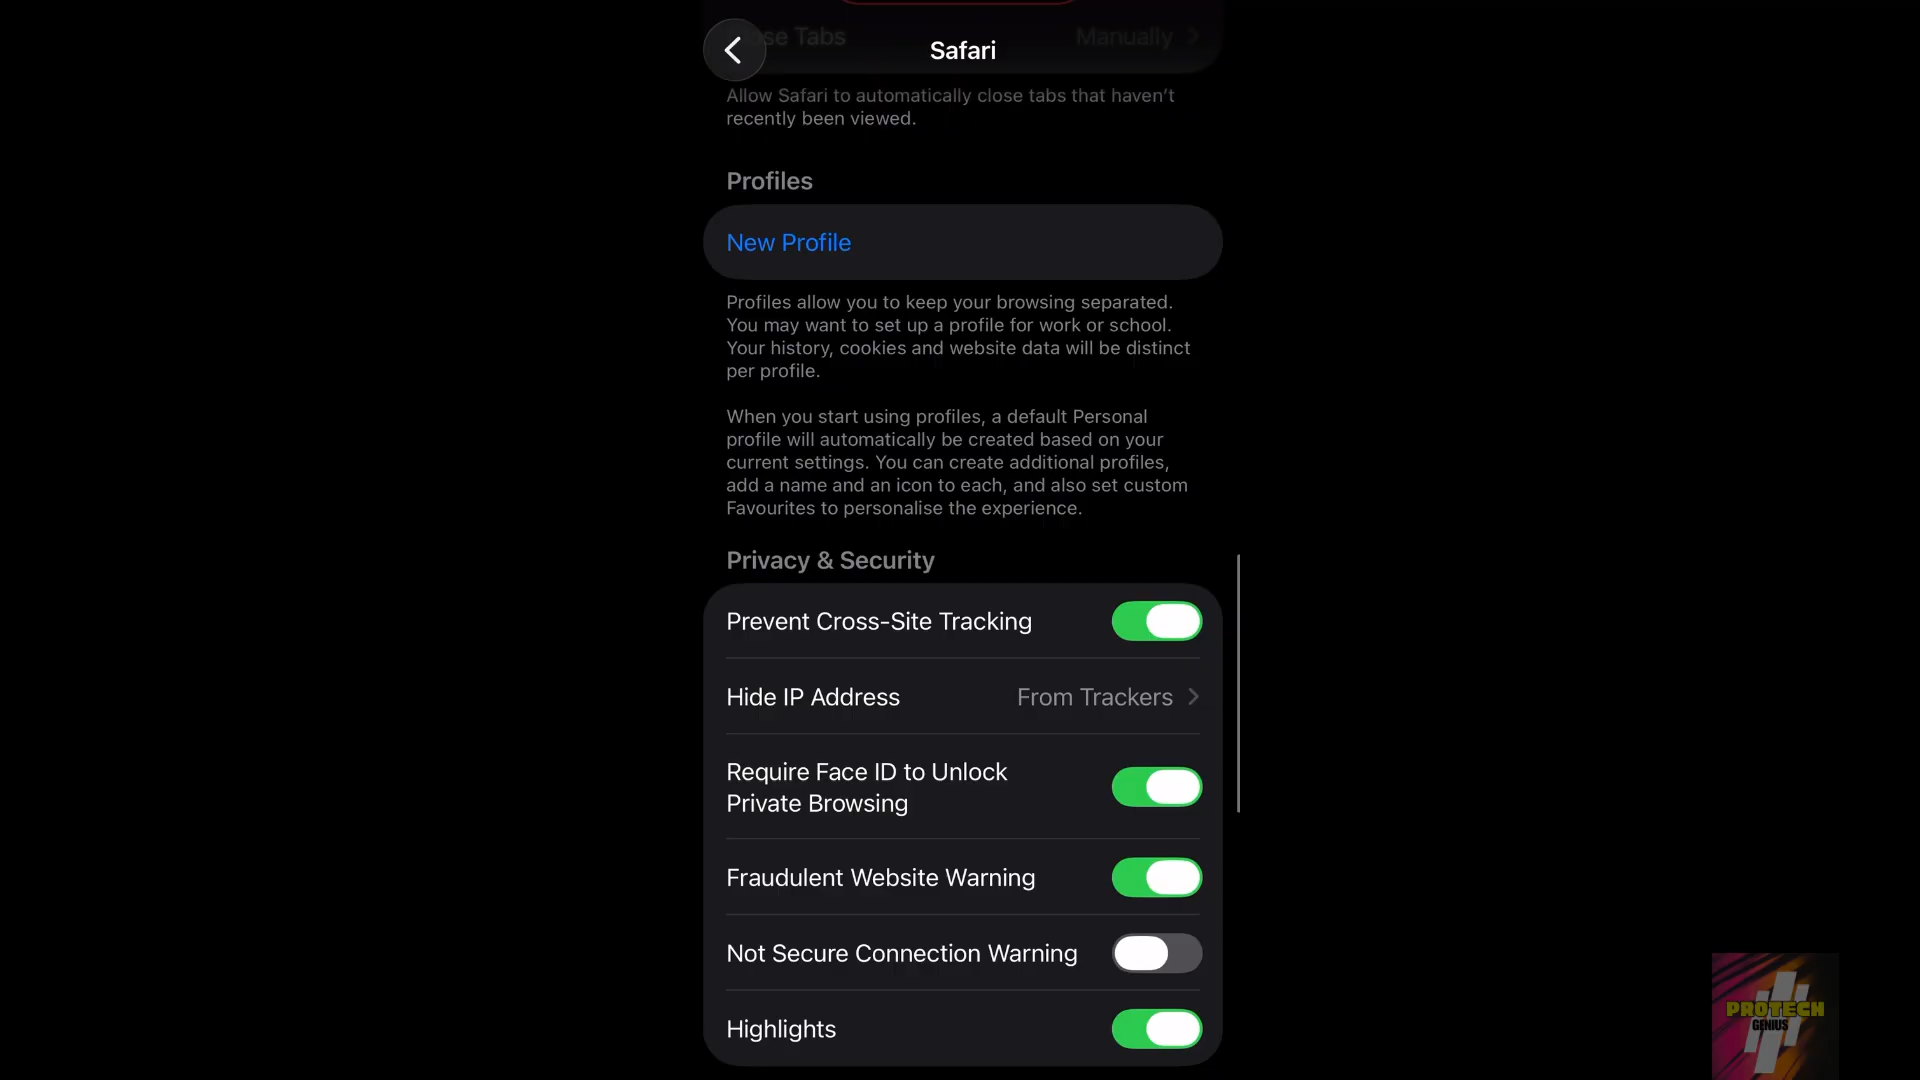 Safari
Close Tabs Manually
Allow Safari to automatically close tabs that haven’t
recently been viewed.
Profiles
New Profile
Profiles allow you to keep your browsing separated.
You may want to set up a profile for work or school.
Your history, cookies and website data will be distinct
per profile.
When you start using profiles, a default Personal
profile will automatically be created based on your
current settings. You can create additional profiles,
add a name and an icon to each, and also set custom
Favourites to personalise the experience.
Privacy & Security
Prevent Cross-Site Tracking
Hide IP Address From Trackers
Require Face ID to Unlock
Private Browsing
Fraudulent Website Warning
Not Secure Connection Warning
Highlights
PROTECH
GENIUS